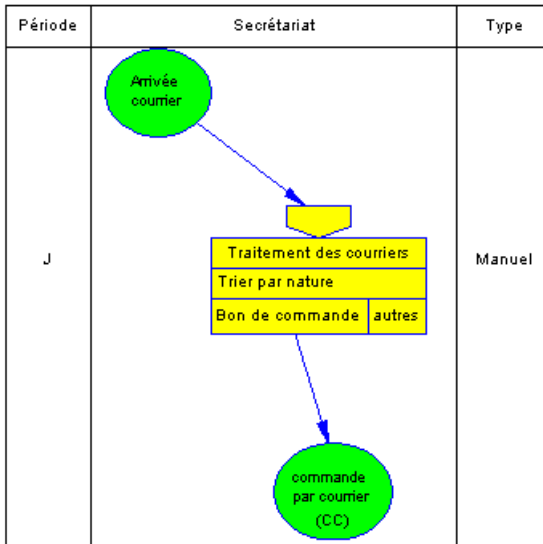 Période Secrétariat Type
Arrivée
courrier
Traitement des courriers
J
Manuel
Trier par nature
Bon de commande autres
commande
par courrier
(CC)